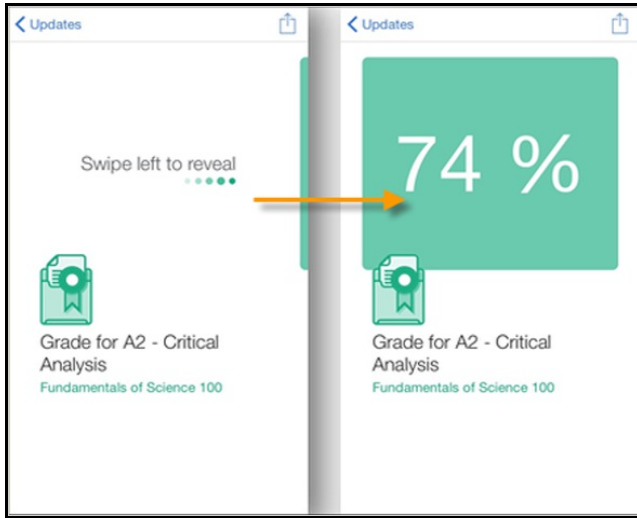 Updates
Swipe left to reveal
Grade for A2 - Critical
Analysis
Fundamentals of Science 100
Updates
74 %
Grade for A2 - Critical
Analysis
Fundamentals of Science 100